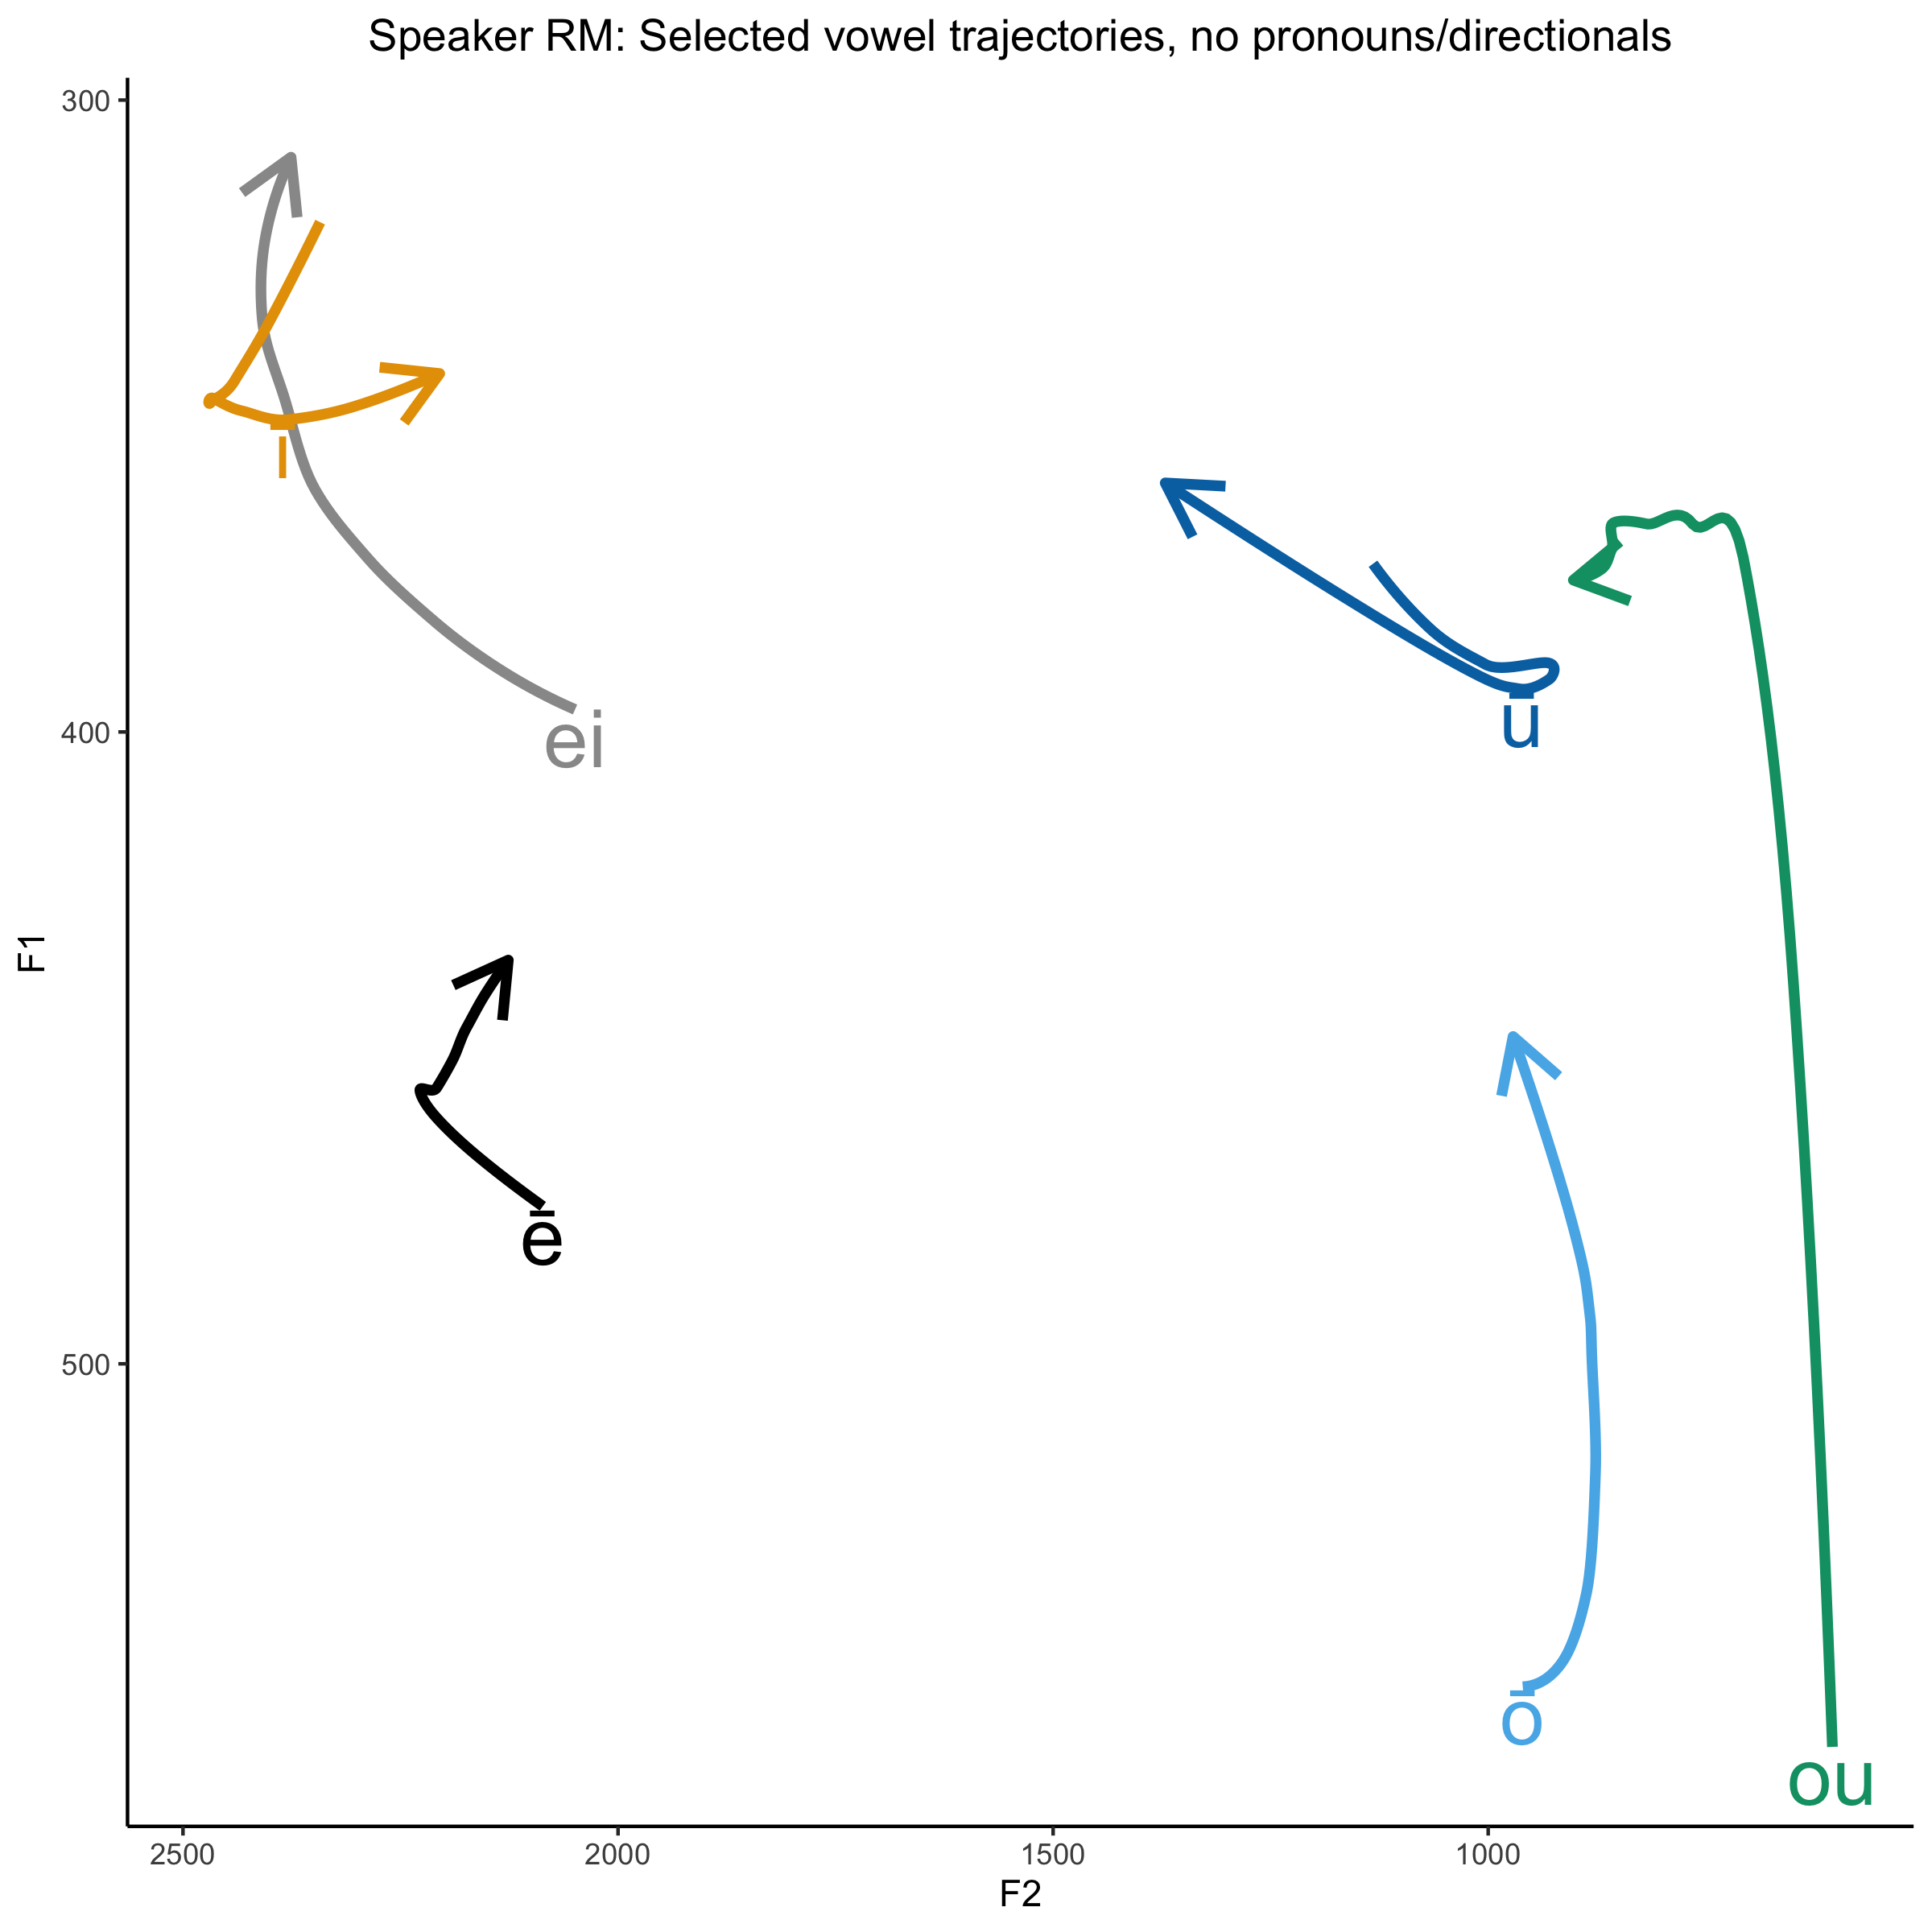 Speaker RM: Selected vowel trajectories, no pronouns/directionals
300
ī
ū
400
ei
F1
ē
500
ō
ou
2500 2000 1500 1000
F2